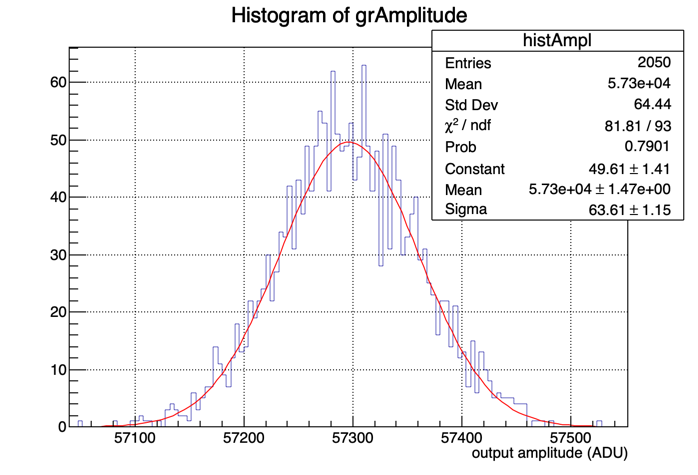 Histogram of grAmplitude
histAmpl
Entries 2050
Mean 5.73e+04
Std Dev 64.44
χ² / ndf 81.81 / 93
Prob 0.7901
Constant 49.61 ± 1.41
Mean 5.73e+04 ± 1.47e+00
Sigma 63.61 ± 1.15
60
50
40
30
20
10
0
57100 57200 57300 57400 57500
output amplitude (ADU)